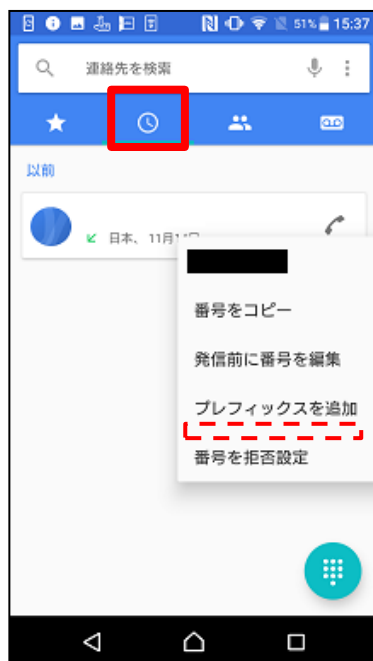 51% 15:37
連絡先を検索
以前
日本、 11月
番号をコピー
発信前に番号を編集
プレフィックスを追加
番号を拒否設定